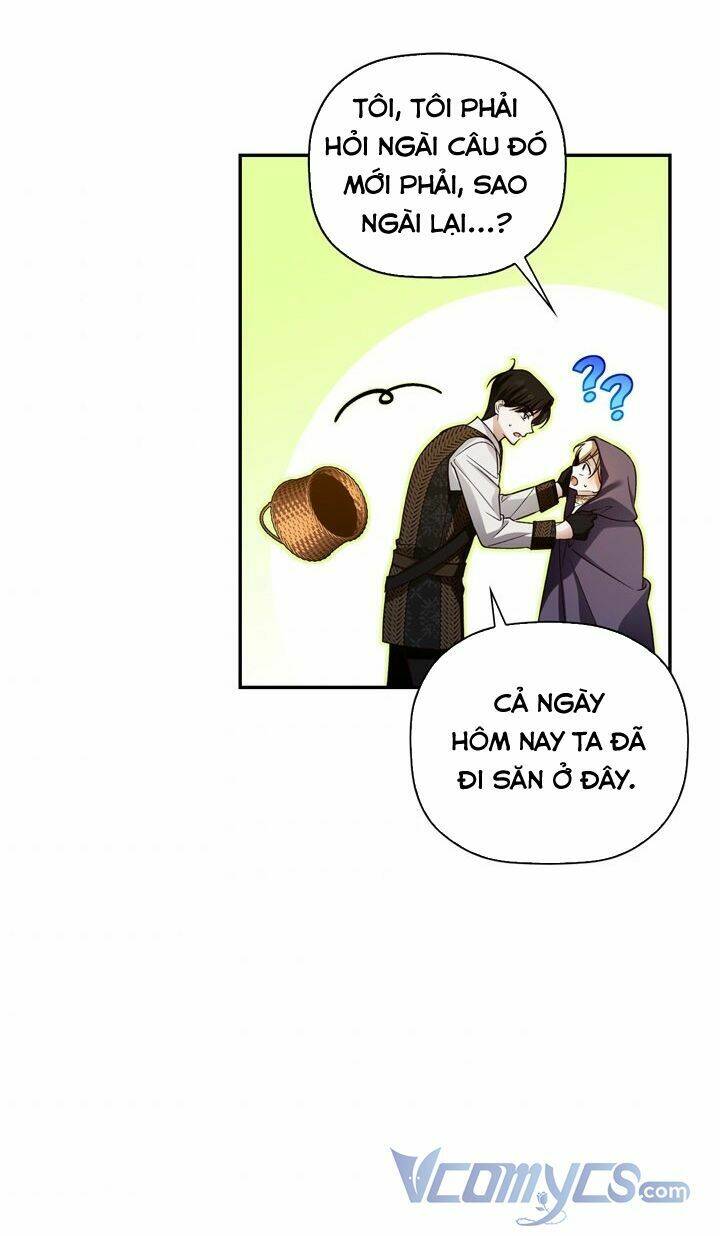 TÔI, TÔI PHẢI
HỎI NGÀI CÂU ĐÓ
MỚI PHẢI, SAO
NGÀI LẠI...?
??
CẢ NGÀY
HÔM NAY TA ĐÃ
ĐI SĂN Ở ĐÂY.
VCOMYCS.com